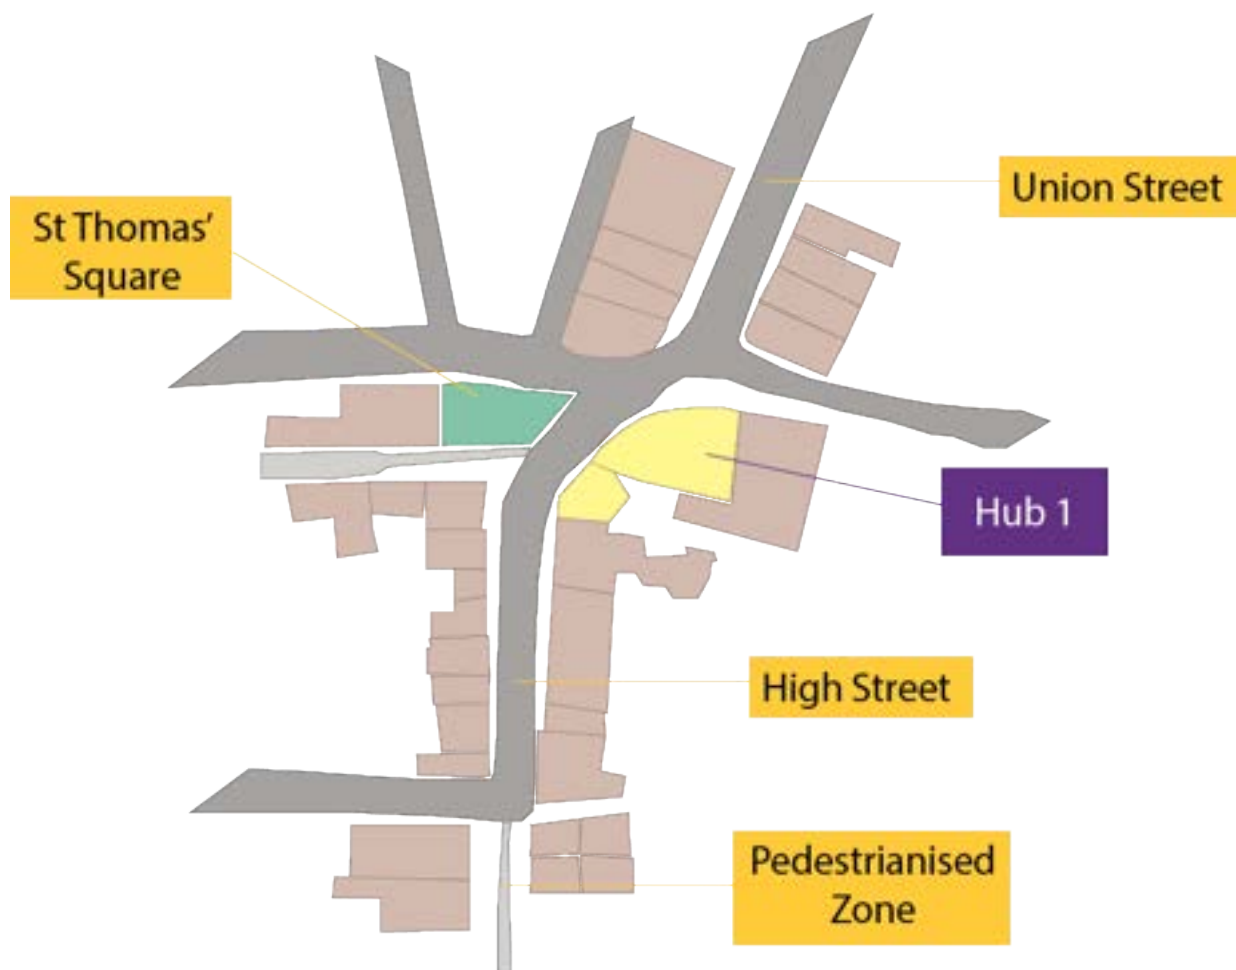 Union Street
St Thomas’
Square
Hub 1
High Street
Pedestrianised
Zone